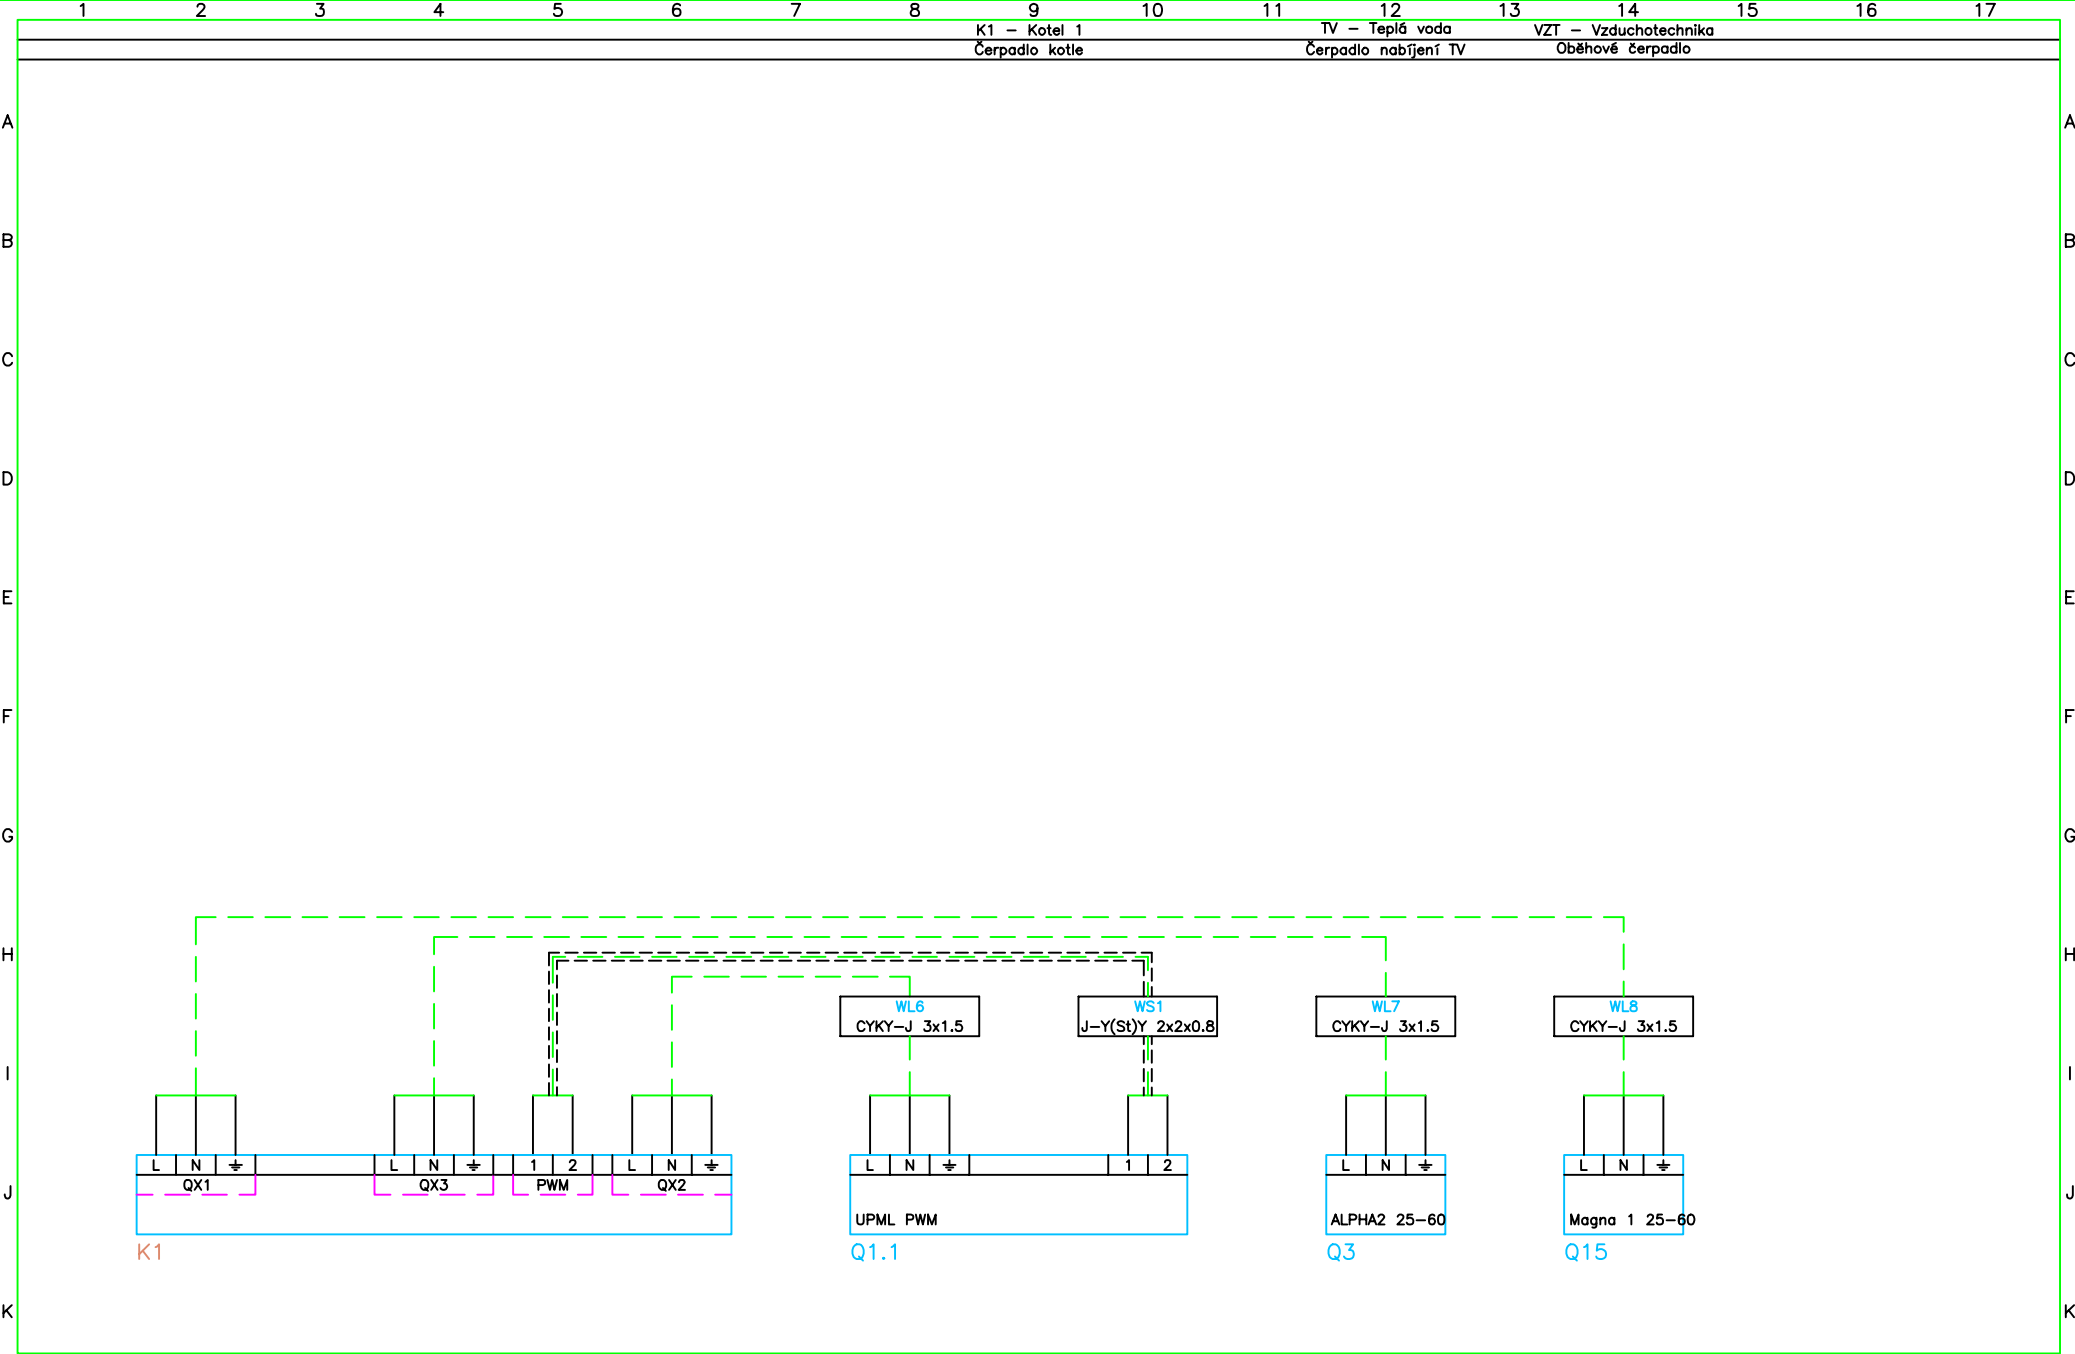 1 2 3 4 5 6 7 8 9 10 11 12 13 14 15 16 17
K1 - Kotel 1 TV - Teplá voda VZT - Vzduchotechnika
Čerpadlo kotle Čerpadlo nabíjení TV Oběhové čerpadlo
A A
B B
C C
D D
E E
F F
G G
H H
WL6 WS1 WL7 WL8
CYKY-J 3x1.5 J-Y(St)Y 2x2x0.8 CYKY-J 3x1.5 CYKY-J 3x1.5
I I
L N L N 1 2 L N L N 1 2 L N L N
QX1 QX3 PWM QX2
J J
UPML PWM ALPHA2 25-60 Magna 1 25-60
K1 Q1.1 Q3 Q15
K K